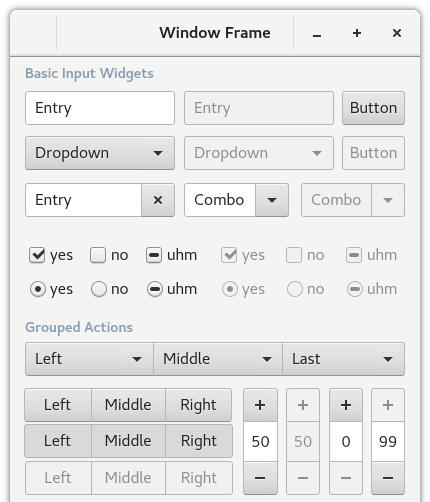 Window Frame
Basic Input Widgets
Entry Entry Button
Dropdown Dropdown Button
Entry Combo Combo
yes no uhm yes no uhm
yes no uhm yes no uhm
Grouped Actions
Left Middle Last
Left Middle Right
Left Middle Right 50 50 0 99
Left Middle Right